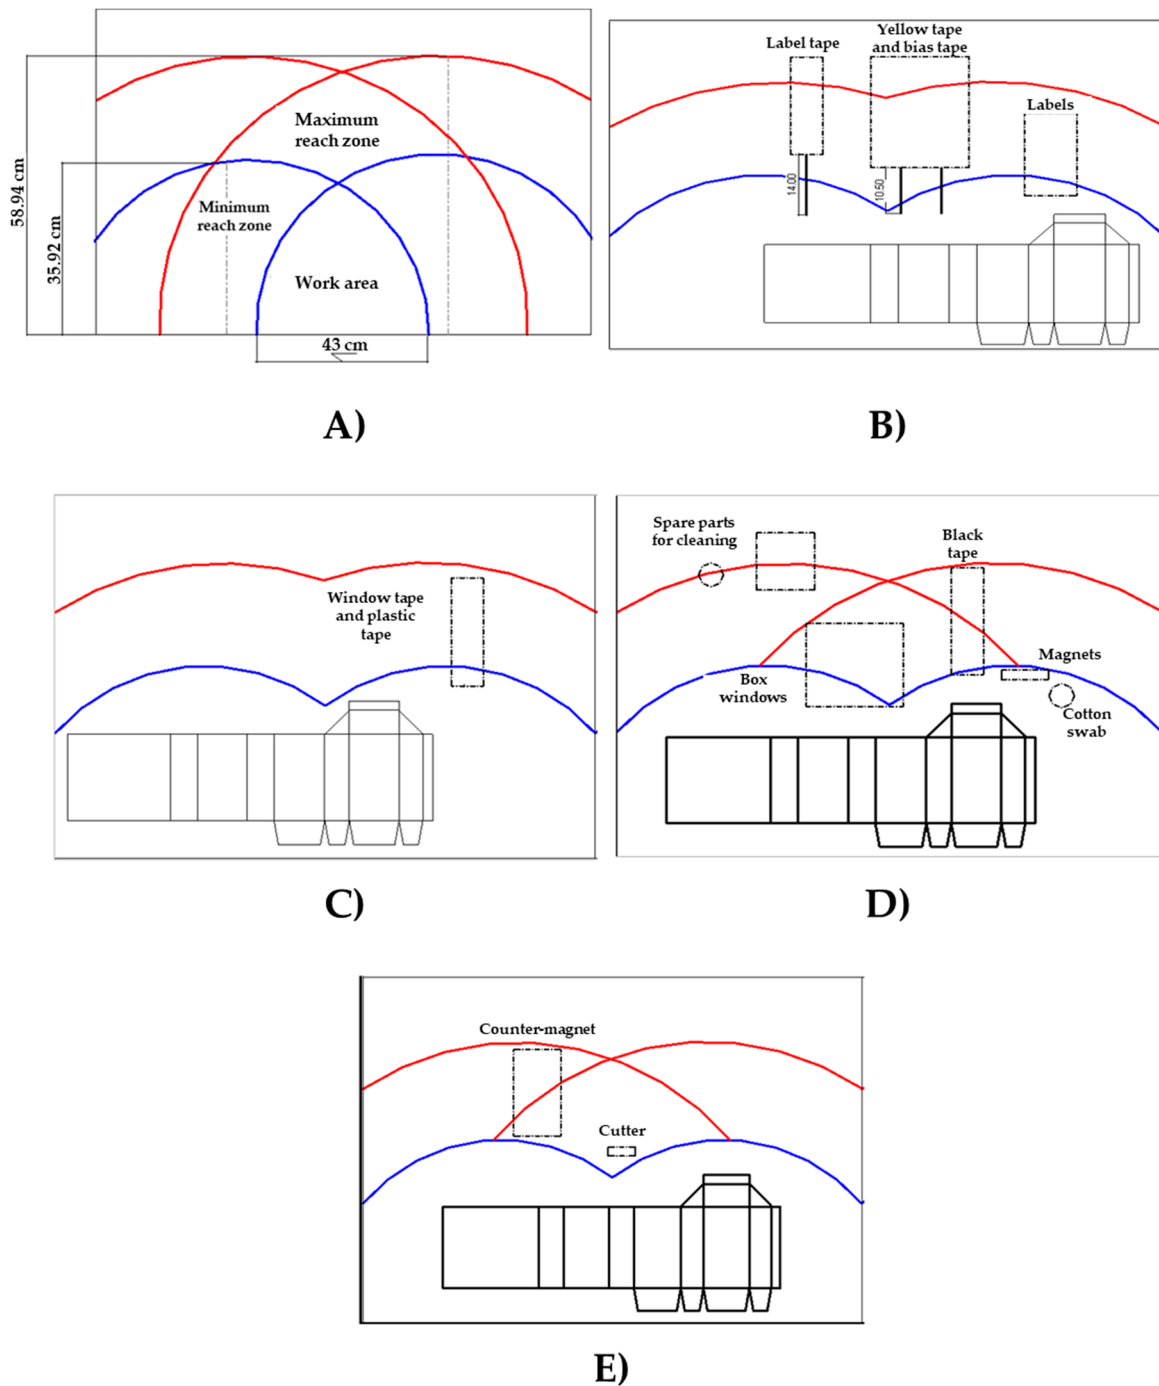 58.94 cm
35.92 cm
Maximum
reach zone
Minimum
reach zone
Work area
43 cm
A)
Label tape
Yellow tape
and bias tape
Labels
14.00
10.50
B)
Window tape
and plastic
tape
C)
Spare parts
for cleaning
Black
tape
Box
windows
Magnets
Cotton
swab
D)
Counter-magnet
Cutter
E)